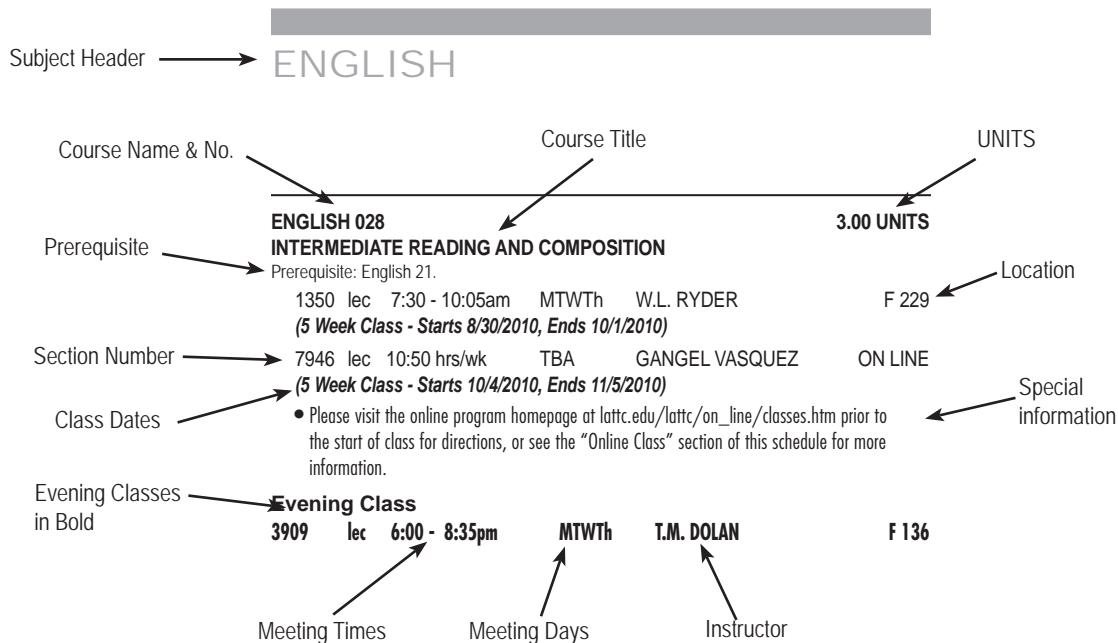 Subject Header
ENGLISH
Course Name & No.
Course Title
UNITS
ENGLISH 028 3.00 UNITS
Prerequisite
INTERMEDIATE READING AND COMPOSITION
Prerequisite: English 21.
Location
1350 lec 7:30 - 10:05am MTWTh W.L. RYDER F 229
(5 Week Class - Starts 8/30/2010, Ends 10/1/2010)
Section Number
7946 lec 10:50 hrs/wk TBA GANGEL VASQUEZ ON LINE
(5 Week Class - Starts 10/4/2010, Ends 11/5/2010)
Class Dates
Special
information
• Please visit the online program homepage at lattc.edu/lattc/on_line/classes.htm prior to
the start of class for directions, or see the “Online Class” section of this schedule for more
information.
Evening Classes
in Bold
Evening Class
3909 lec 6:00 - 8:35pm MTWTh T.M. DOLAN F 136
Meeting Times
Meeting Days
Instructor